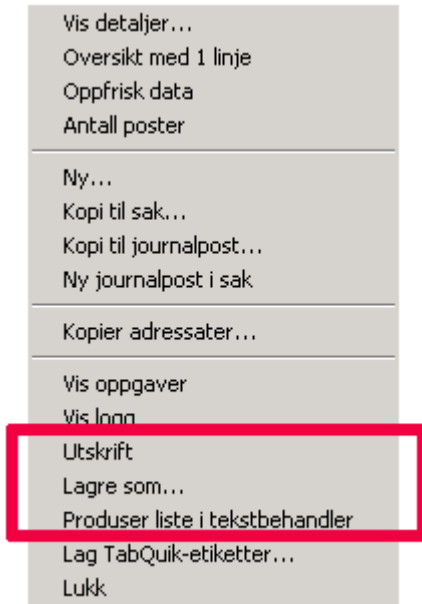 Vis detaljer...
Oversikt med 1 linje
Oppfrisk data
Antall poster
Ny...
Kopi til sak...
Kopi til journalpost...
Ny journalpost i sak
Kopier adressater...
Vis oppgaver
Vis logg
Utskrift
Lagre som...
Produser liste i tekstbehandler
Lag TabQuik-etiketter...
Lukk